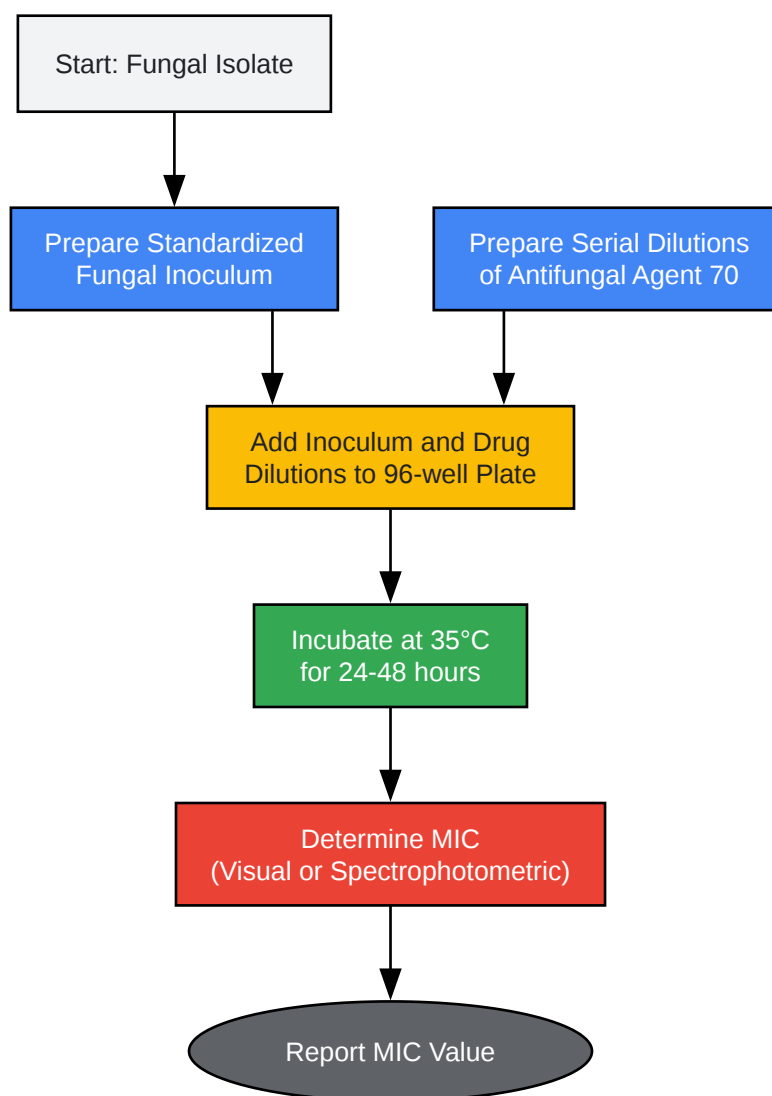 Start: Fungal Isolate
Prepare Standardized
Fungal Inoculum
Prepare Serial Dilutions
of Antifungal Agent 70
Add Inoculum and Drug
Dilutions to 96-well Plate
Incubate at 35°C
for 24-48 hours
Determine MIC
(Visual or Spectrophotometric)
Report MIC Value